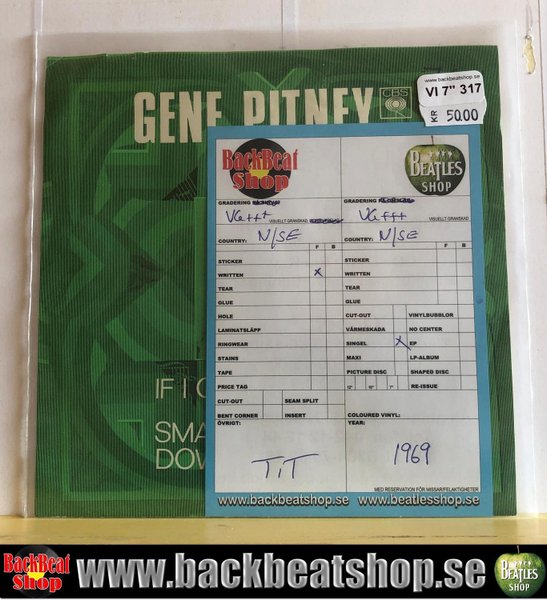 GENE PITNEY
CBS
www.backbeatshop.se
VI 7" 317
KR 50.00
BackBeat Shop
BEATLES SHOP
GRADERING
GRADERING
VG+++ VISUELLT GRANSKAD
VG+++ VISUELLT GRANSKAD
COUNTRY: N/SE
COUNTRY: N/SE
F B
F B
STICKER
STICKER
WRITTEN X
WRITTEN
TEAR
TEAR
GLUE
GLUE
HOLE
CUT-OUT VINYLBUBBLOR
LAMINATSLÄPP
VÄRMESKADA NO CENTER
RINGWEAR
SINGEL X EP
STAINS
MAXI LP-ALBUM
TAPE
PICTURE DISC SHAPED DISC
PRICE TAG
12" 10" 7" RE-ISSUE
CUT-OUT SEAM SPLIT
BENT CORNER INSERT
COLOURED VINYL:
ÖVRIGT:
YEAR:
TiT
1969
MED RESERVATION FÖR MISSAR/FELAKTIGHETER
www.backbeatshop.se www.beatlesshop.se
IF I
SMA
DOW
BackBeat Shop
www.backbeatshop.se
BEATLES SHOP